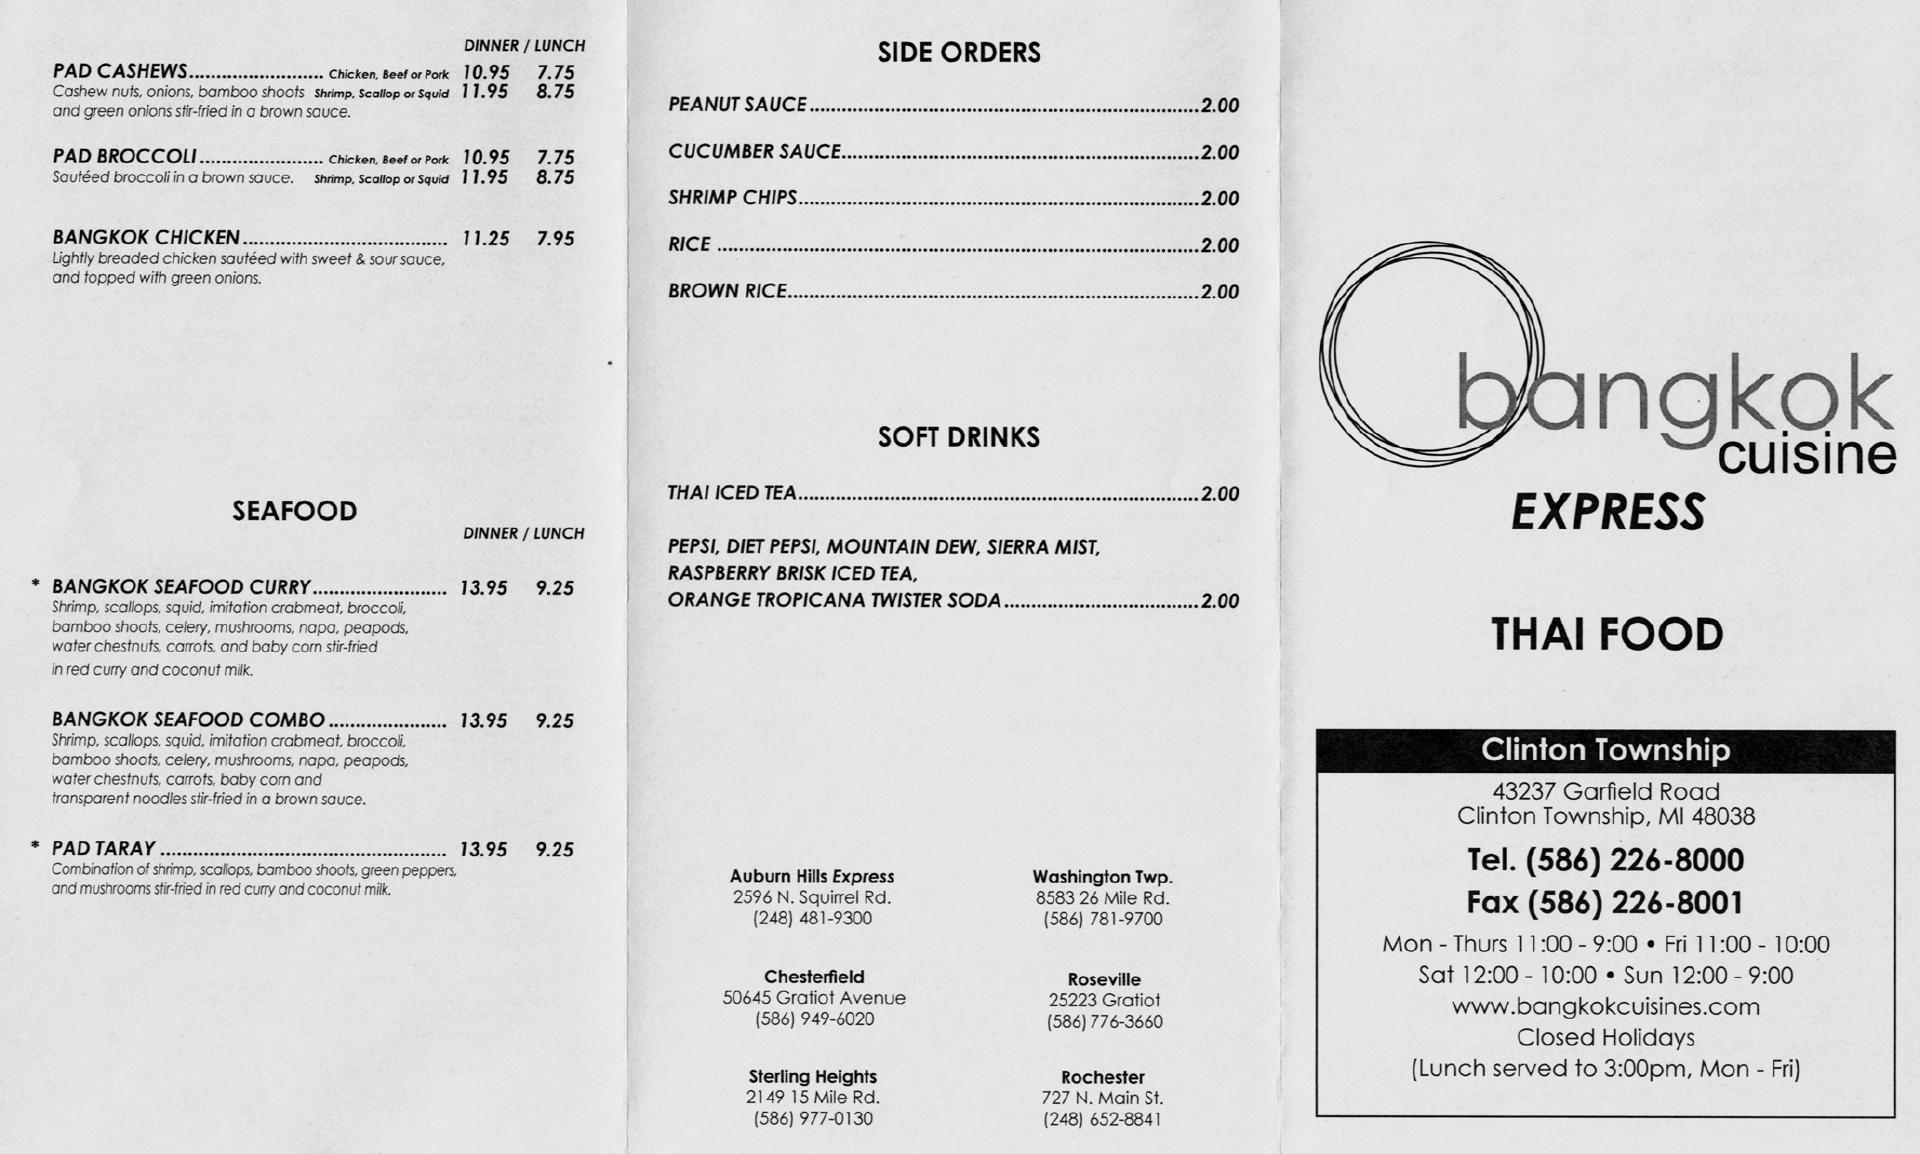 DINNER / LUNCH
PAD CASHEWS........................ Chicken, Beef or Pork 10.95 7.75
Cashew nuts, onions, bamboo shoots Shrimp, Scallop or Squid 11.95 8.75
and green onions stir-fried in a brown sauce.
PAD BROCCOLI...................... Chicken, Beef or Pork 10.95 7.75
Sautéed broccoli in a brown sauce. Shrimp, Scallop or Squid 11.95 8.75
BANGKOK CHICKEN..................................... 11.25 7.95
Lightly breaded chicken sautéed with sweet & sour sauce,
and topped with green onions.
SEAFOOD
DINNER / LUNCH
* BANGKOK SEAFOOD CURRY........................ 13.95 9.25
Shrimp, scallops, squid, imitation crabmeat, broccoli,
bamboo shoots, celery, mushrooms, napa, peapods,
water chestnuts, carrots, and baby corn stir-fried
in red curry and coconut milk.
BANGKOK SEAFOOD COMBO ..................... 13.95 9.25
Shrimp, scallops, squid, imitation crabmeat, broccoli,
bamboo shoots, celery, mushrooms, napa, peapods,
water chestnuts, carrots, baby corn and
transparent noodles stir-fried in a brown sauce.
* PAD TARAY .................................................... 13.95 9.25
Combination of shrimp, scallops, bamboo shoots, green peppers,
and mushrooms stir-fried in red curry and coconut milk.
SIDE ORDERS
PEANUT SAUCE.......................................................................2.00
CUCUMBER SAUCE.................................................................2.00
SHRIMP CHIPS.........................................................................2.00
RICE ........................................................................................2.00
BROWN RICE...........................................................................2.00
SOFT DRINKS
THAI ICED TEA.........................................................................2.00
PEPSI, DIET PEPSI, MOUNTAIN DEW, SIERRA MIST,
RASPBERRY BRISK ICED TEA,
ORANGE TROPICANA TWISTER SODA...................................2.00
Auburn Hills Express
2596 N. Squirrel Rd.
(248) 481-9300
Washington Twp.
8583 26 Mile Rd.
(586) 781-9700
Chesterfield
50645 Gratiot Avenue
(586) 949-6020
Roseville
25223 Gratiot
(586) 776-3660
Sterling Heights
2149 15 Mile Rd.
(586) 977-0130
Rochester
727 N. Main St.
(248) 652-8841
bangkok
cuisine
EXPRESS
THAI FOOD
Clinton Township
43237 Garfield Road
Clinton Township, MI 48038
Tel. (586) 226-8000
Fax (586) 226-8001
Mon - Thurs 11:00 - 9:00 • Fri 11:00 - 10:00
Sat 12:00 - 10:00 • Sun 12:00 - 9:00
www.bangkokcuisines.com
Closed Holidays
(Lunch served to 3:00pm, Mon - Fri)